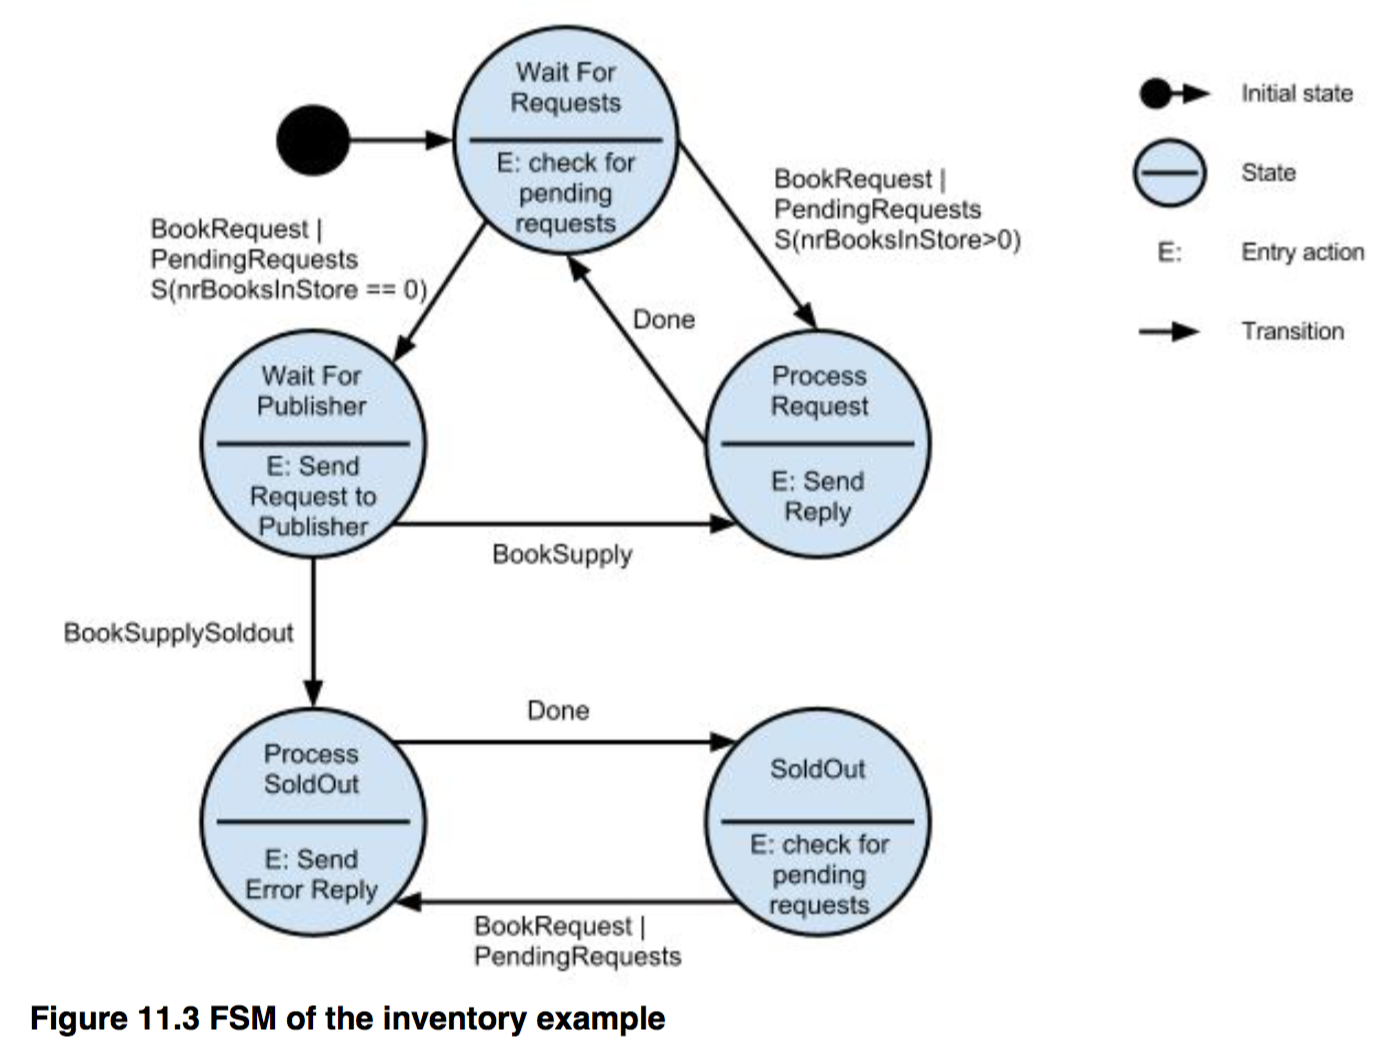 Wait For
Requests
E: check for
pending
requests
BookRequest |
PendingRequests
S(nrBooksInStore>0)
BookRequest |
PendingRequests
S(nrBooksInStore == 0)
Done
Wait For
Publisher
E: Send
Request to
Publisher
Process
Request
E: Send
Reply
BookSupply
BookSupplySoldout
Process
SoldOut
E: Send
Error Reply
Done
SoldOut
E: check for
pending
requests
BookRequest |
PendingRequests
Initial state
State
E: Entry action
Transition
Figure 11.3 FSM of the inventory example